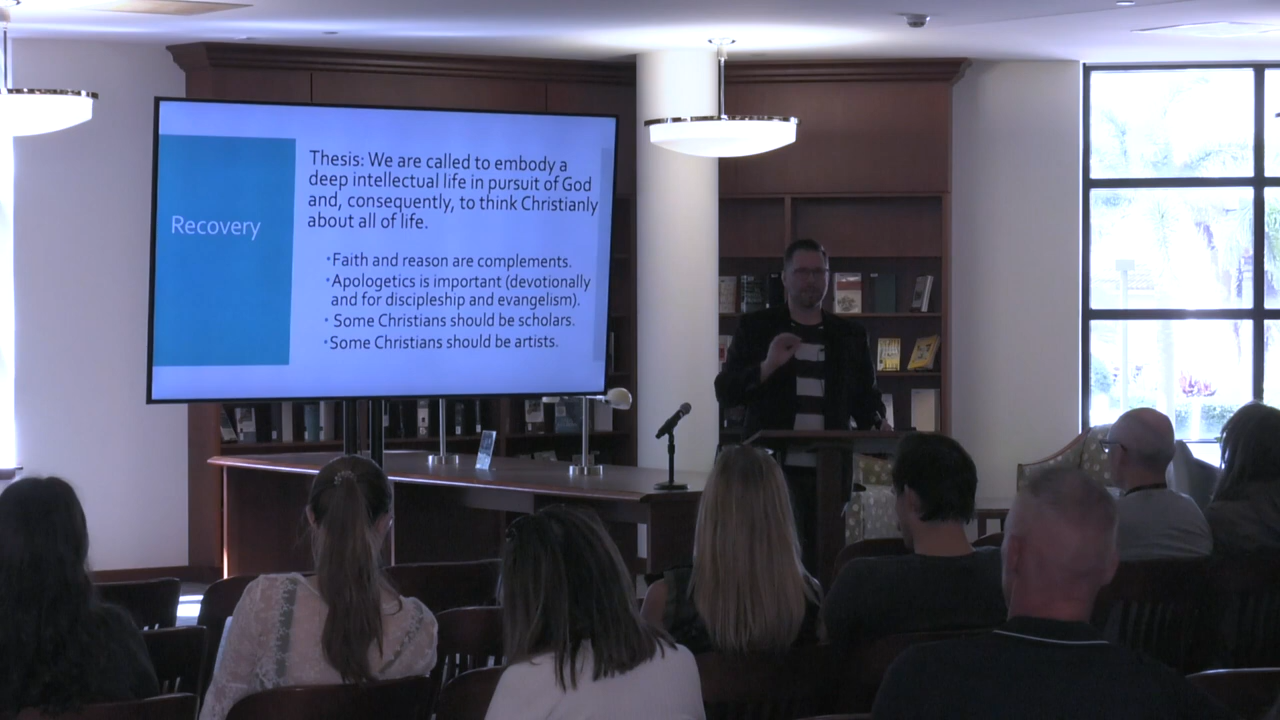 Recovery
Thesis: We are called to embody a
deep intellectual life in pursuit of God
and, consequently, to think Christianly
about all of life.
•Faith and reason are complements.
•Apologetics is important (devotionally
and for discipleship and evangelism).
• Some Christians should be scholars.
•Some Christians should be artists.